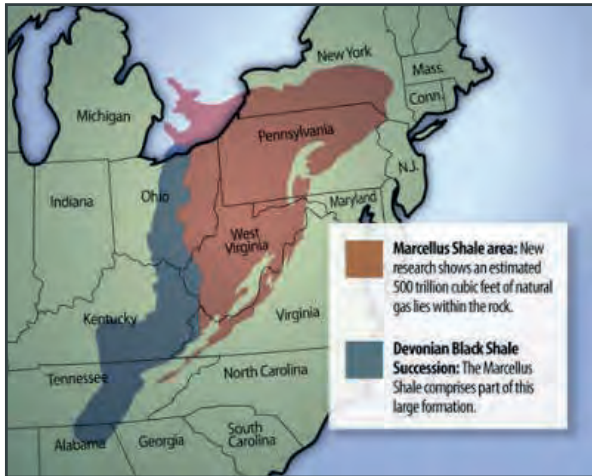 New York
Mass.
Conn.
Michigan
Pennsylvania
N.J.
Ohio
Maryland
Indiana
West
Virginia
Marcellus Shale area: New
research shows an estimated
500 trillion cubic feet of natural
gas lies within the rock.
Kentucky
Virginia
Devonian Black Shale
Succession: The Marcellus
Shale comprises part of this
large formation.
Tennessee
North Carolina
South
Carolina
Alabama
Georgia